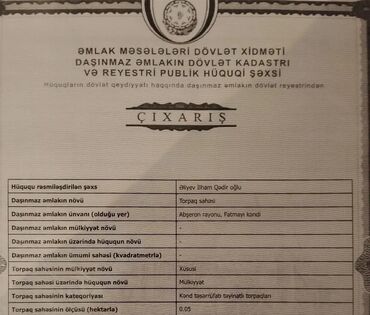 ƏMLAK MƏSƏLƏLƏRİ DÖVLƏT XİDMƏTİ
DAŞINMAZ ƏMLAKIN DÖVLƏT KADASTRI
VƏ REYESTRİ PUBLİK HÜQUQİ ŞƏXSİ
Hüquqların dövlət qeydiyyatı haqqında daşınmaz əmlakın dövlət reyestrindən
ÇIXARIŞ
Hüququ rəsmiləşdirilən şəxs Əliyev İlham Qədir oğlu
Daşınmaz əmlakın növü Torpaq sahəsi
Daşınmaz əmlakın ünvanı (olduğu yer) Abşeron rayonu, Fatmayı kəndi
Daşınmaz əmlakın mülkiyyət növü -
Daşınmaz əmlakın üzərində hüququn növü -
Daşınmaz əmlakın ümumi sahəsi (kvadratmetrlə) -
Torpaq sahəsinin mülkiyyət növü Xüsusi
Torpaq sahəsi üzərində hüququn növü Mülkiyyət
Torpaq sahəsinin kateqoriyası Kənd təsərrüfatı təyinatlı torpaqları
Torpaq sahəsinin ölçüsü (hektarla) 0.05